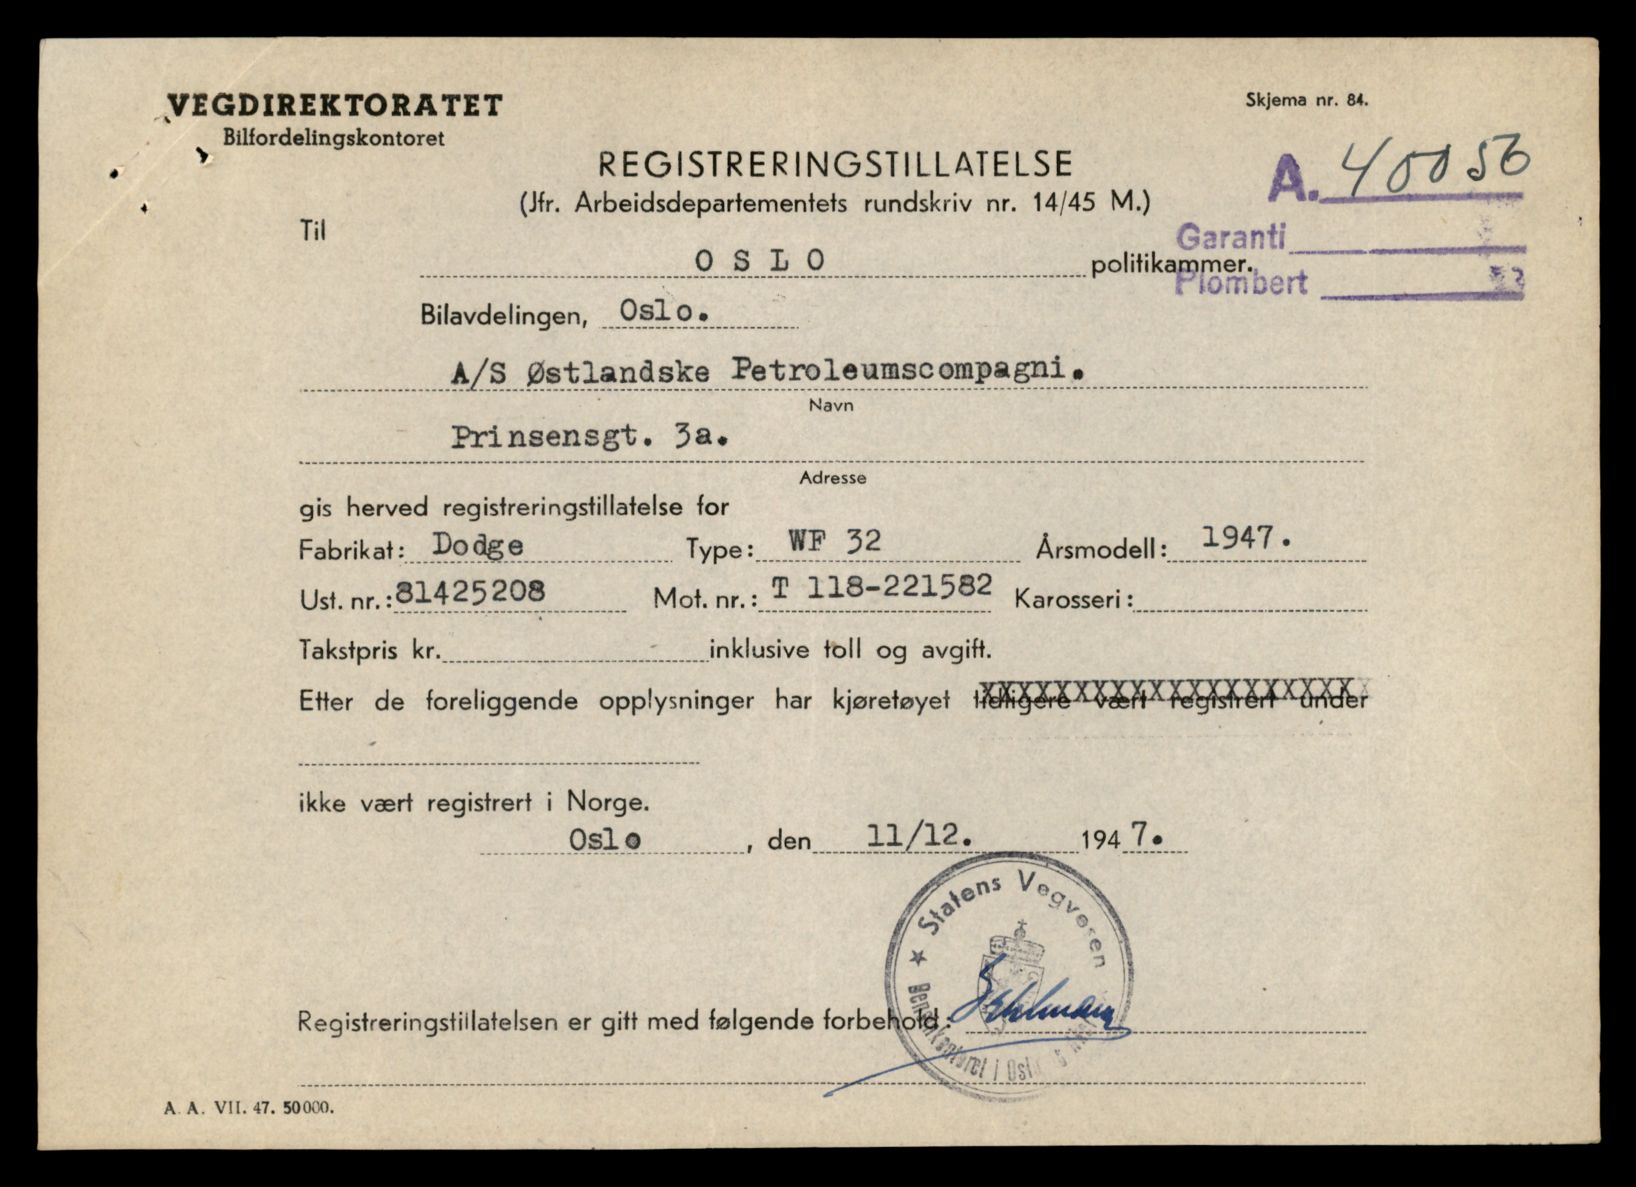 VEGDIREKTORATET
Bilfordelingskontoret
Skjema nr. 84.
REGISTRERINGSTILLATELSE
A. 40056
(Jfr. Arbeidsdepartementets rundskriv nr. 14/45 M.)
Til
Garanti
O S L O politikammer.
Plombert
Bilavdelingen, Oslo.
A/S Østlandske Petroleumscompagni.
Navn
Prinsensgt. 3a.
Adresse
gis herved registreringstillatelse for
Fabrikat: Dodge Type: WF 32 Årsmodell: 1947.
Ust. nr.: 81425208 Mot. nr.: T 118-221582 Karosseri:
Takstpris kr. inklusive toll og avgift.
Etter de foreliggende opplysninger har kjøretøyet tidligere vært registrert under
ikke vært registrert i Norge.
Oslo, den 11/12. 1947.
Statens Vegvesen
Registreringstillatelsen er gitt med følgende forbehold:
i Oslo
A. A. VII. 47. 50000.